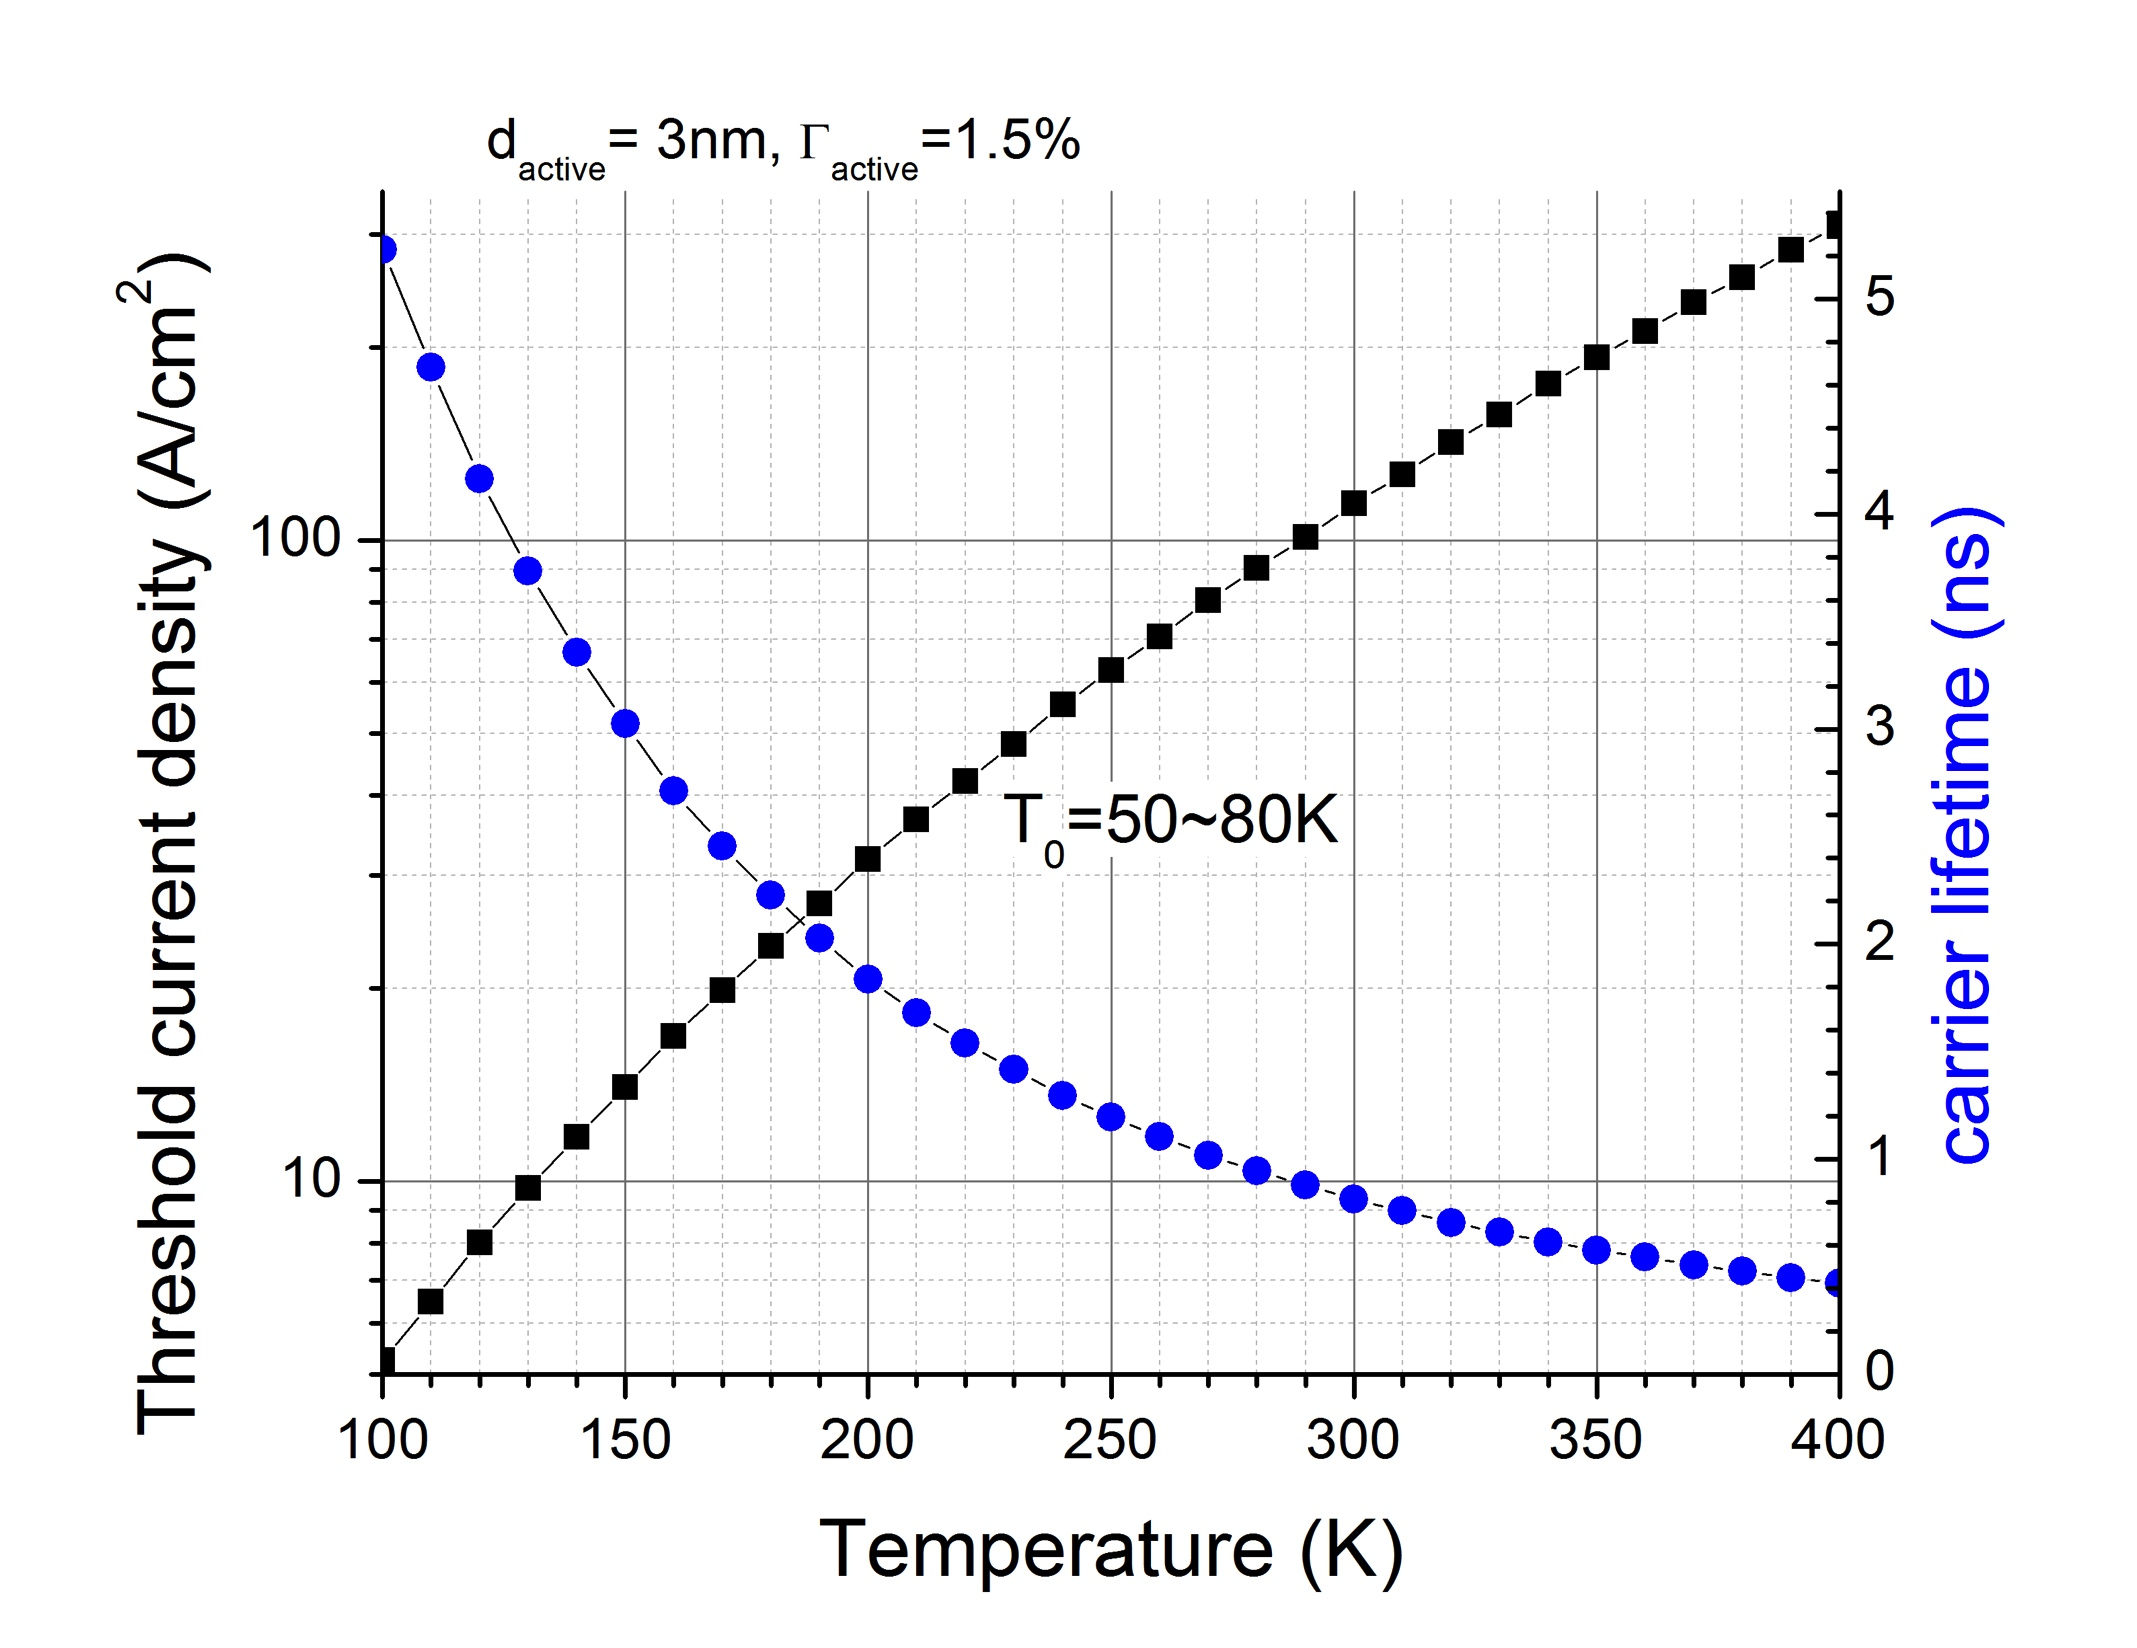 d_active = 3nm, Γ_active =1.5%
Threshold current density (A/cm²)
100
10
T₀=50~80K
5
4
3
2
1
0
carrier lifetime (ns)
100 150 200 250 300 350 400
Temperature (K)